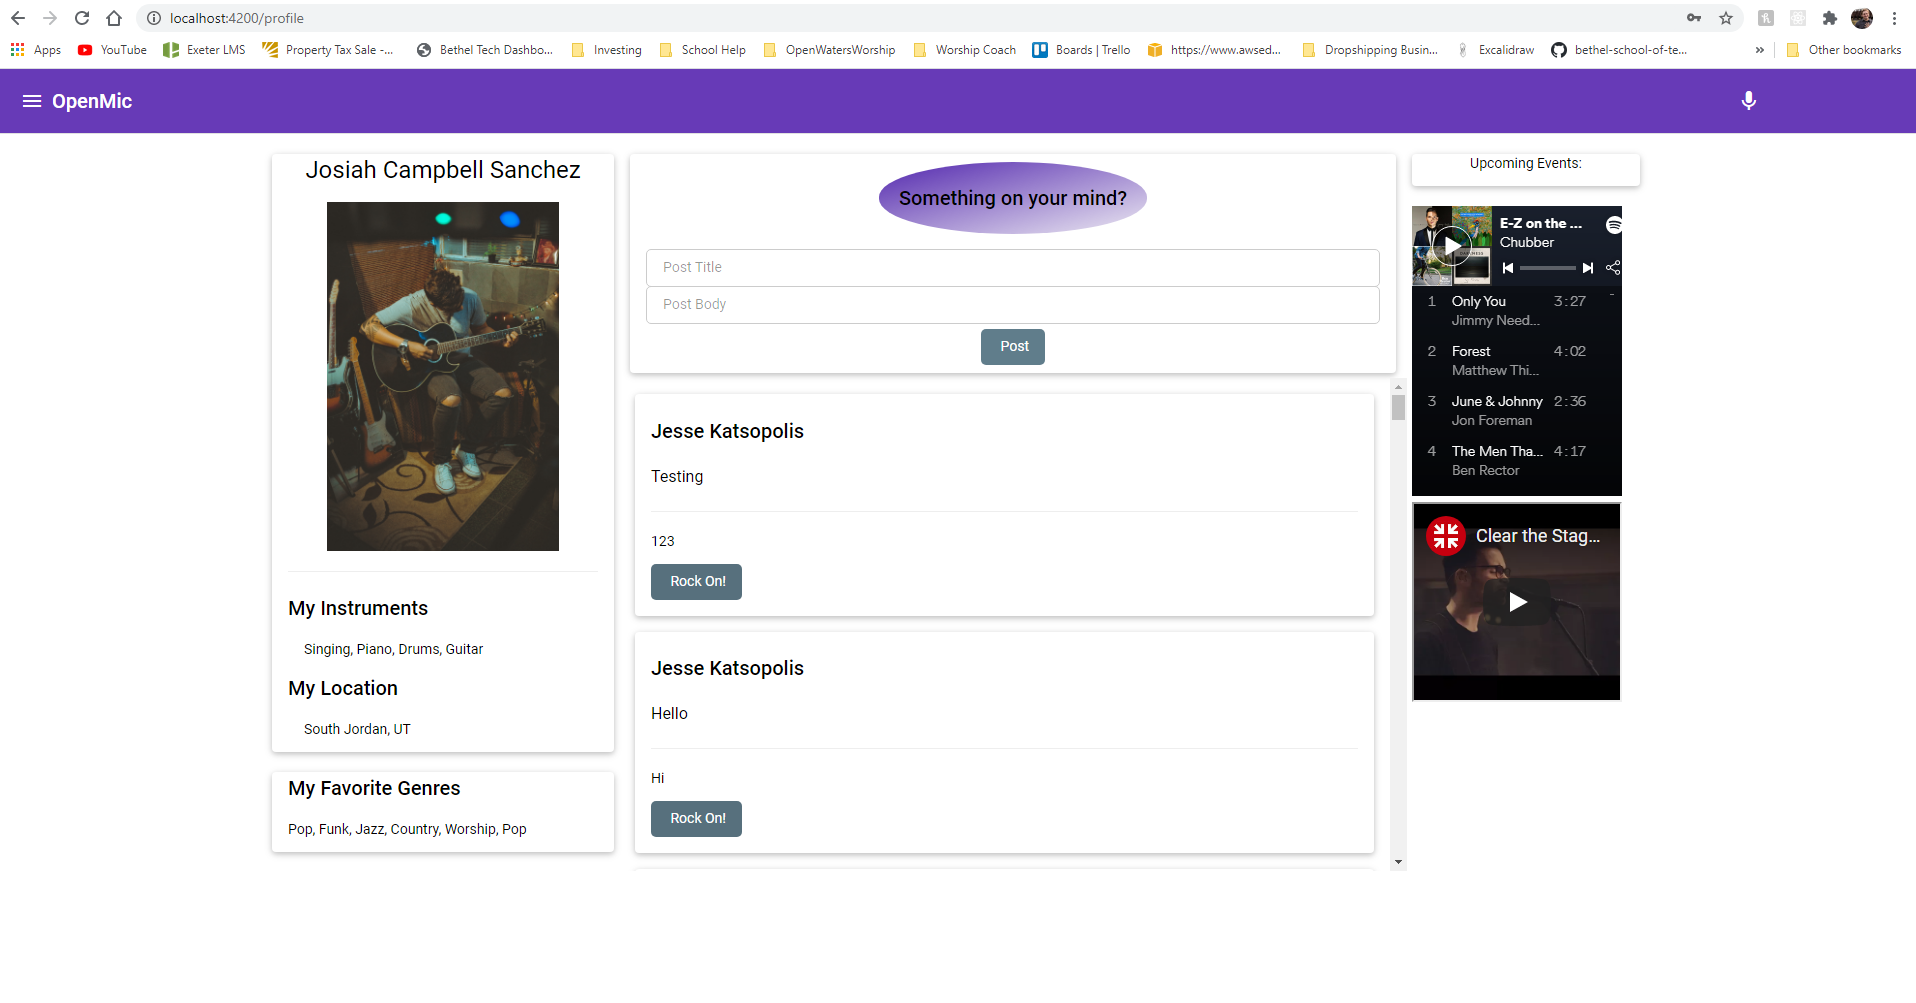 localhost:4200/profile
Apps YouTube Exeter LMS Property Tax Sale -... Bethel Tech Dashbo... Investing School Help OpenWatersWorship Worship Coach Boards | Trello https://www.awsed... Dropshipping Busin... Excalidraw bethel-school-of-te... » Other bookmarks
OpenMic
Josiah Campbell Sanchez
My Instruments
Singing, Piano, Drums, Guitar
My Location
South Jordan, UT
My Favorite Genres
Pop, Funk, Jazz, Country, Worship, Pop
Something on your mind?
Post Title
Post Body
Post
Jesse Katsopolis
Testing
123
Rock On!
Jesse Katsopolis
Hello
Hi
Rock On!
Upcoming Events:
E-Z on the ...
Chubber
1 Only You 3:27
Jimmy Need...
2 Forest 4:02
Matthew Thi...
3 June & Johnny 2:36
Jon Foreman
4 The Men Tha... 4:17
Ben Rector
Clear the Stag...